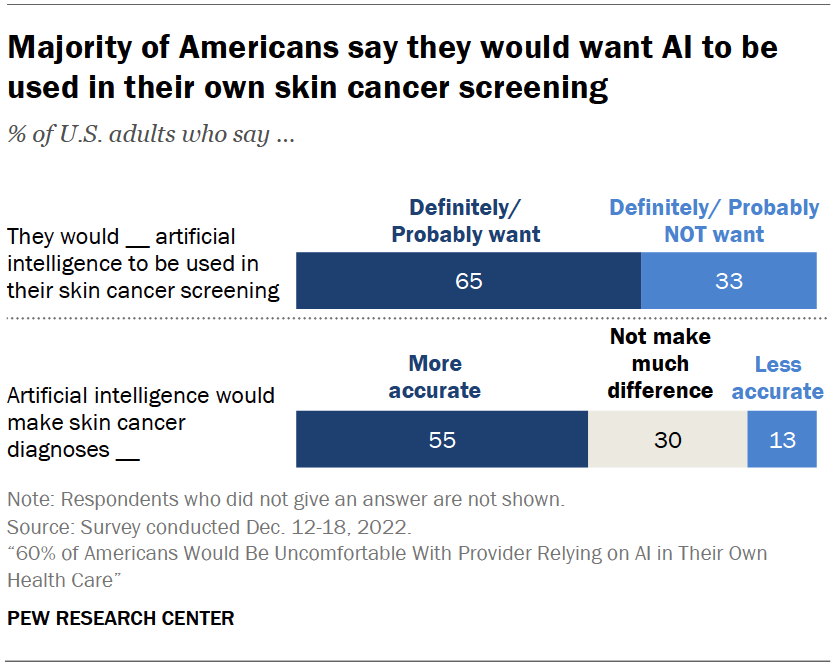 Majority of Americans say they would want AI to be
used in their own skin cancer screening
% of U.S. adults who say ...
Definitely/
Probably want
Definitely/ Probably
NOT want
They would __ artificial
intelligence to be used in
their skin cancer screening
65
33
More
accurate
Not make
much
difference
Less
accurate
Artificial intelligence would
make skin cancer
diagnoses __
55
30
13
Note: Respondents who did not give an answer are not shown.
Source: Survey conducted Dec. 12-18, 2022.
“60% of Americans Would Be Uncomfortable With Provider Relying on AI in Their Own
Health Care”
PEW RESEARCH CENTER